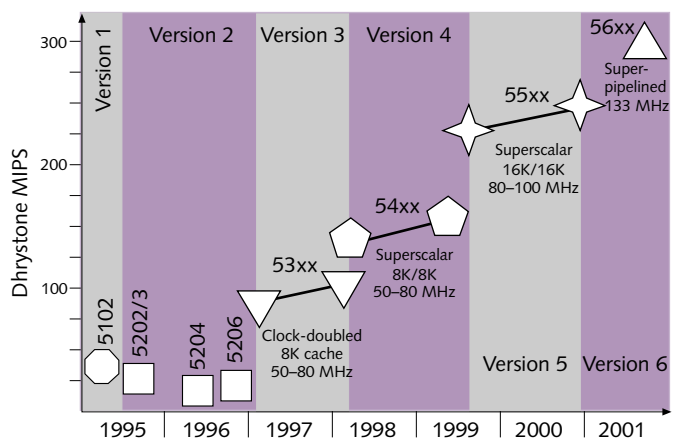 Dhrystone MIPS
300
200
100
Version 1
Version 2
Version 3
Version 4
Version 5
Version 6
5102
5202/3
5204
5206
53xx
Clock-doubled
8K cache
50–80 MHz
54xx
Superscalar
8K/8K
50–80 MHz
55xx
Superscalar
16K/16K
80–100 MHz
56xx
Super-
pipelined
133 MHz
1995
1996
1997
1998
1999
2000
2001